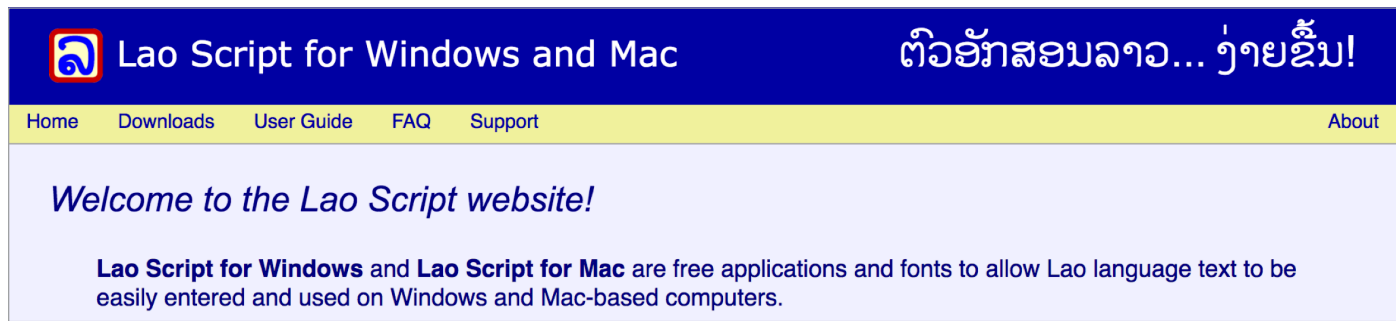 ລ Lao Script for Windows and Mac ຕົວອັກສອນລາວ... ງ່າຍຂຶ້ນ!
Home Downloads User Guide FAQ Support About
Welcome to the Lao Script website!
Lao Script for Windows and Lao Script for Mac are free applications and fonts to allow Lao language text to be
easily entered and used on Windows and Mac-based computers.